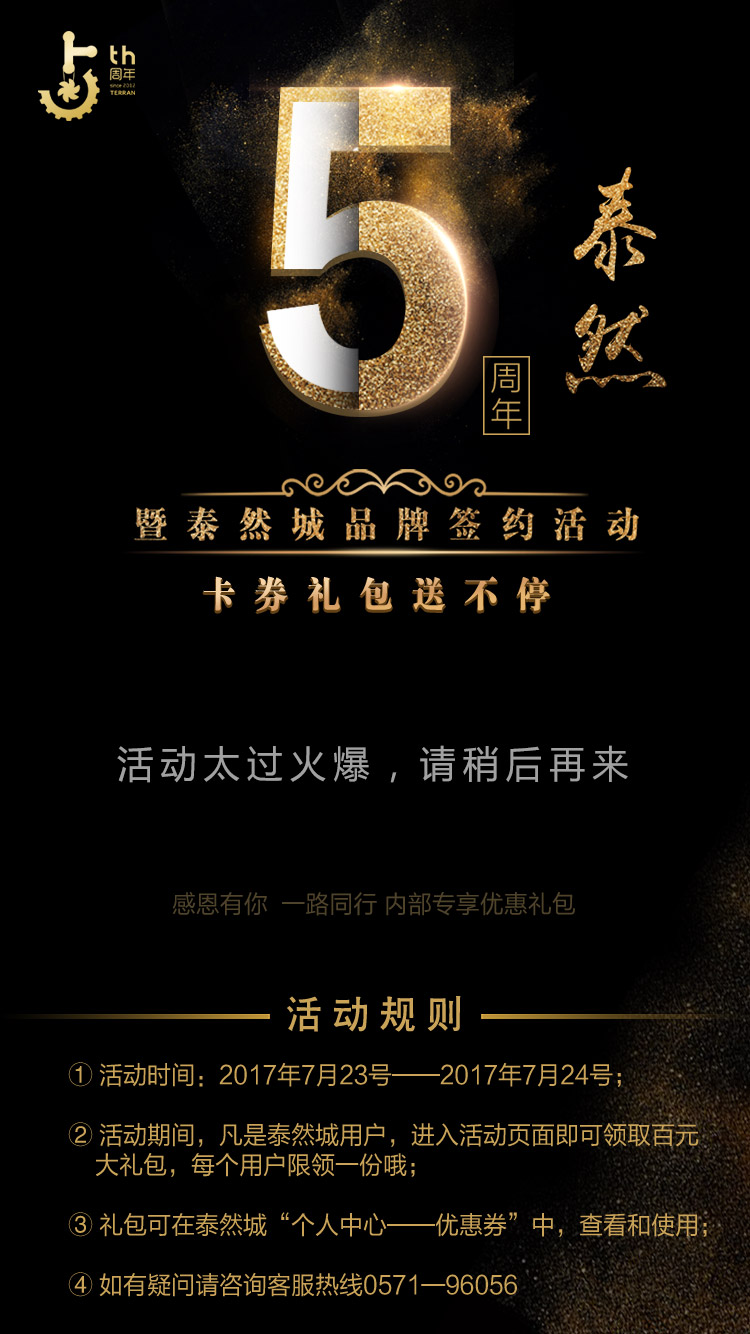 th
周年
since 2012
TERRAN
5
周年
泰然
暨泰然城品牌签约活动
卡券礼包送不停
活动太过火爆，请稍后再来
感恩有你 一路同行 内部专享优惠礼包
活动规则
① 活动时间：2017年7月23号——2017年7月24号；
② 活动期间，凡是泰然城用户，进入活动页面即可领取百元
大礼包，每个用户限领一份哦；
③ 礼包可在泰然城“个人中心——优惠券”中，查看和使用；
④ 如有疑问请咨询客服热线0571—96056